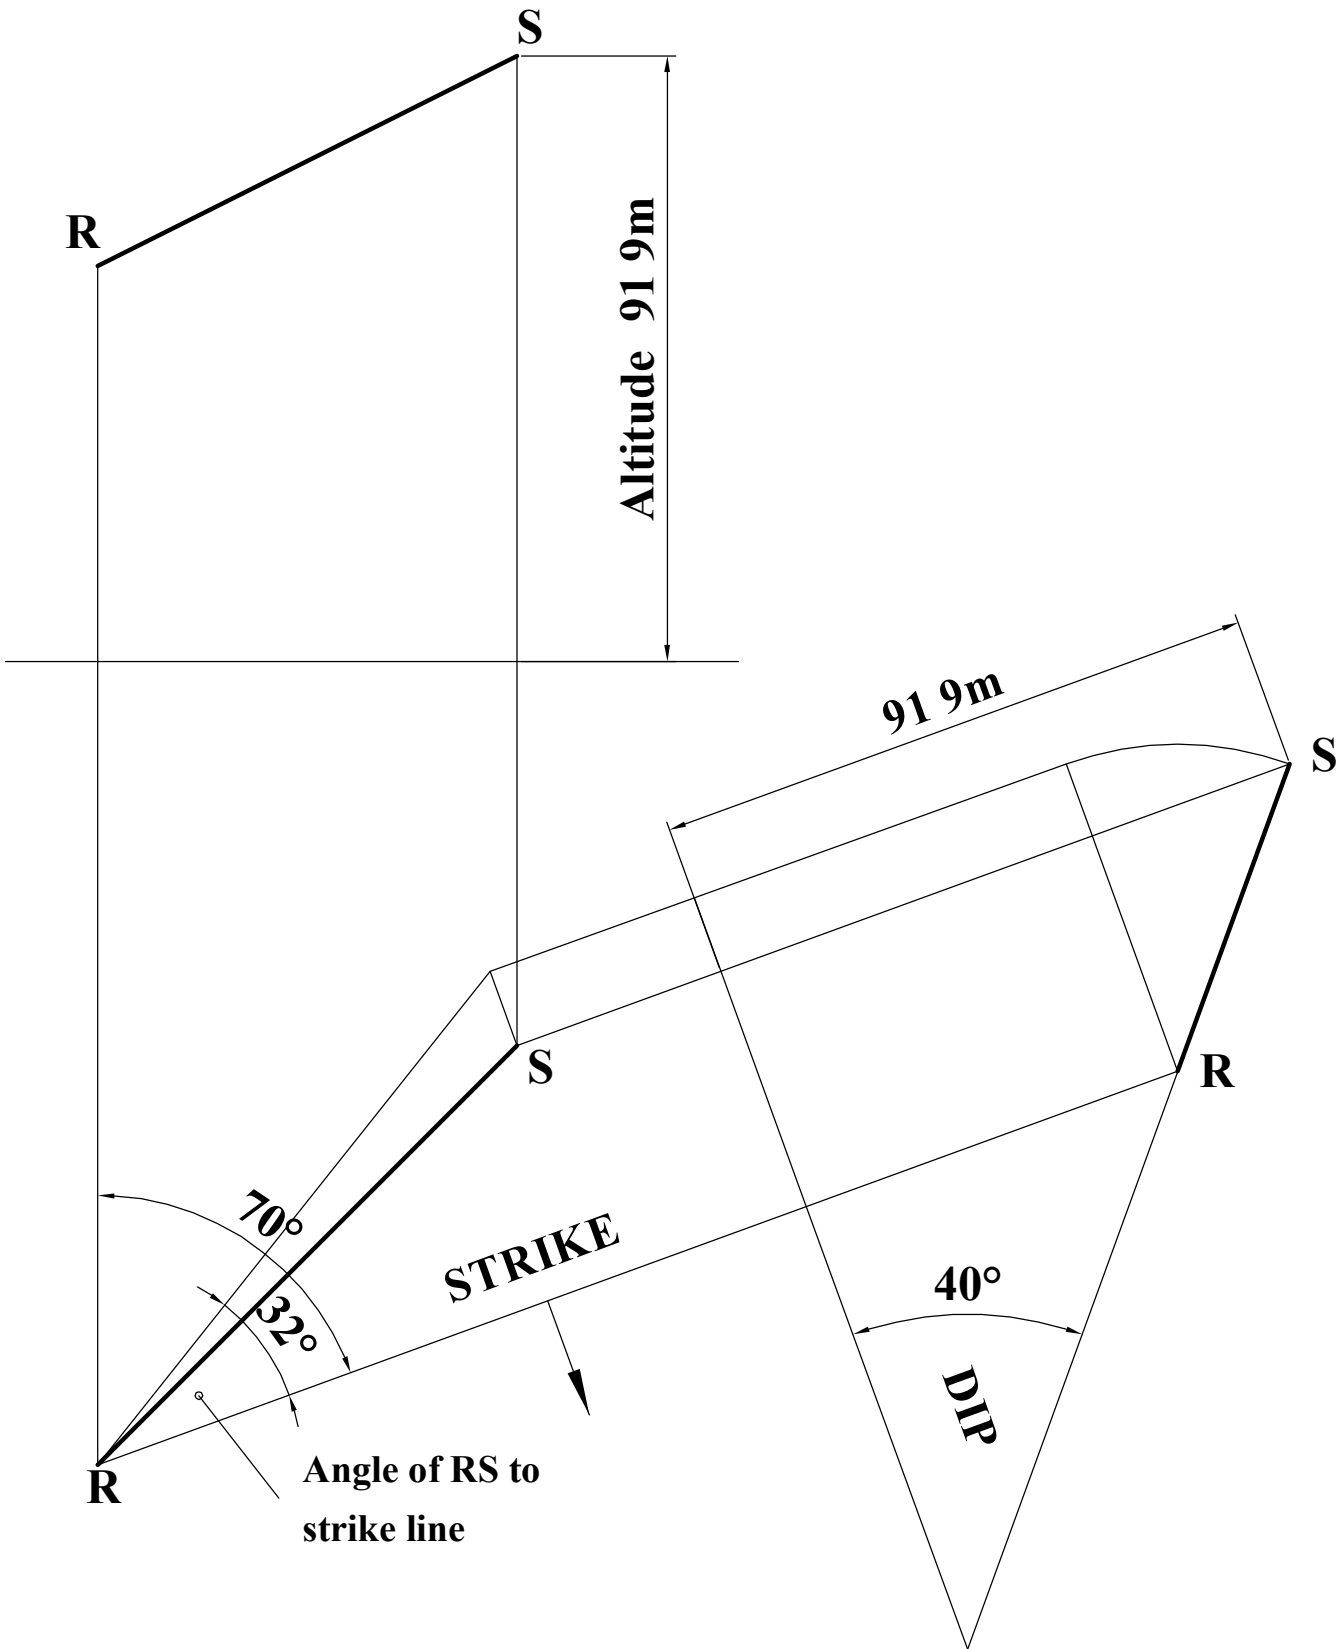 S
R
Altitude 91 9m
91 9m
S
S
R
70°
32°
STRIKE
40°
DIP
R
Angle of RS to
strike line